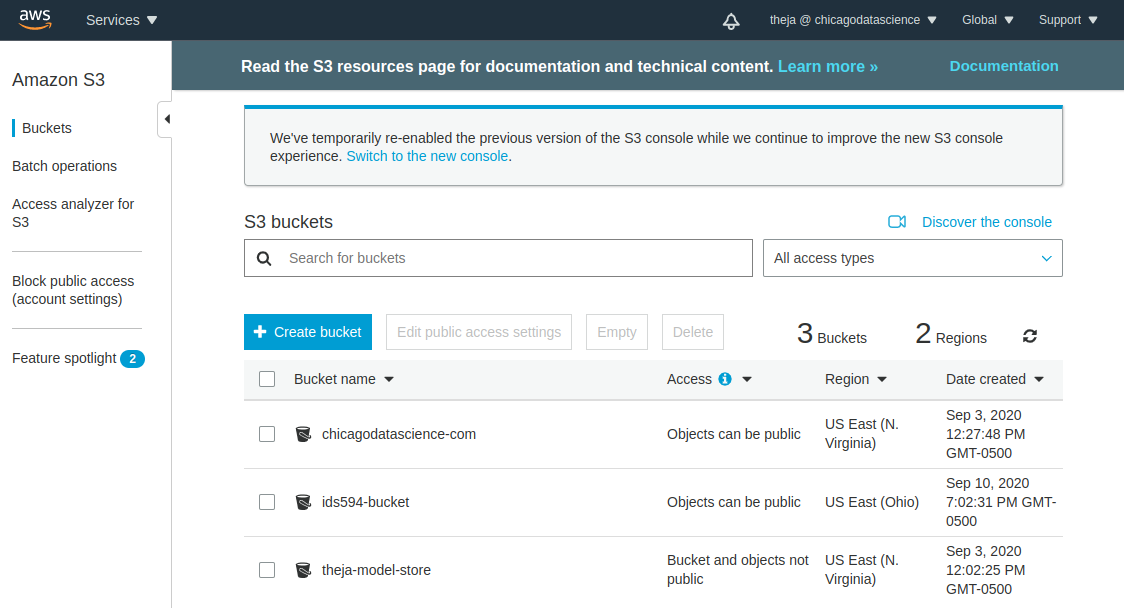 aws Services theja @ chicagodatascience Global Support
Amazon S3
Buckets
Batch operations
Access analyzer for
S3
Block public access
(account settings)
Feature spotlight 2
Read the S3 resources page for documentation and technical content. Learn more » Documentation
We've temporarily re-enabled the previous version of the S3 console while we continue to improve the new S3 console
experience. Switch to the new console.
S3 buckets Discover the console
Search for buckets All access types
Create bucket Edit public access settings Empty Delete 3 Buckets 2 Regions
Bucket name Access Region Date created
chicagodatascience-com Objects can be public US East (N.
Virginia) Sep 3, 2020
12:27:48 PM
GMT-0500
ids594-bucket Objects can be public US East (Ohio) Sep 10, 2020
7:02:31 PM GMT-
0500
theja-model-store Bucket and objects not
public US East (N.
Virginia) Sep 3, 2020
12:02:25 PM
GMT-0500